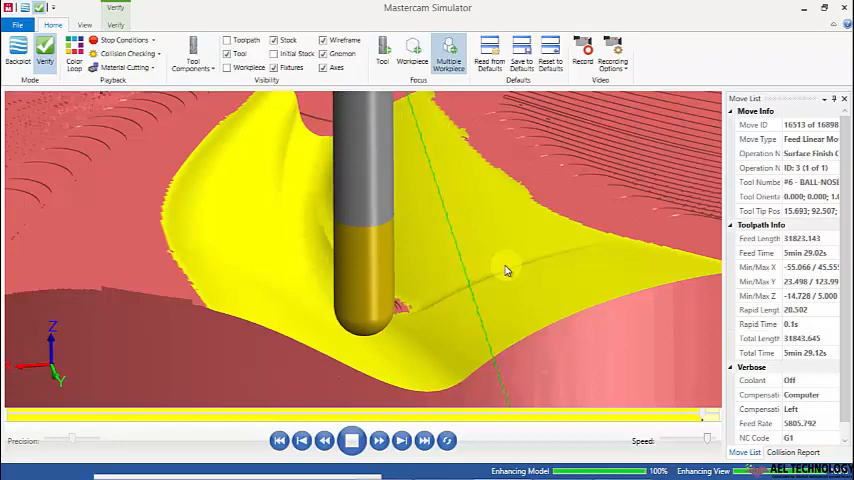 Verify
Mastercam Simulator
File Home View Verify
Backplot Verify
Mode
Color Loop
Stop Conditions
Collision Checking
Material Cutting
Playback
Tool Components
Toolpath Stock Wireframe
Tool Initial Stock Gnomon
Workpiece Fixtures Axes
Visibility
Tool Workpiece Multiple Workpiece
Focus
Read from Defaults Save to Defaults Reset to Defaults
Defaults
Record Recording Options
Video
Move List
Move Info
Move ID 16513 of 16898
Move Type Feed Linear Mo
Operation N Surface Finish C
Operation N ID: 3 (1 of 1)
Tool Number #6 - BALL-NOSE
Tool Orienta 0.000; 0.000; 1.0
Tool Tip Pos 15.693; 92.507;
Toolpath Info
Feed Length 31823.143
Feed Time 5min 29.02s
Min/Max X -55.066 / 45.555
Min/Max Y 23.498 / 123.99
Min/Max Z -14.728 / 5.000
Rapid Length 20.502
Rapid Time 0.1s
Total Length 31843.645
Total Time 5min 29.12s
Verbose
Coolant Off
Compensati Computer
Compensati Left
Feed Rate 5805.792
NC Code G1
Move List Collision Report
Z
X
Y
Precision: Speed:
Enhancing Model 100% Enhancing View
AEL TECHNOLOGY